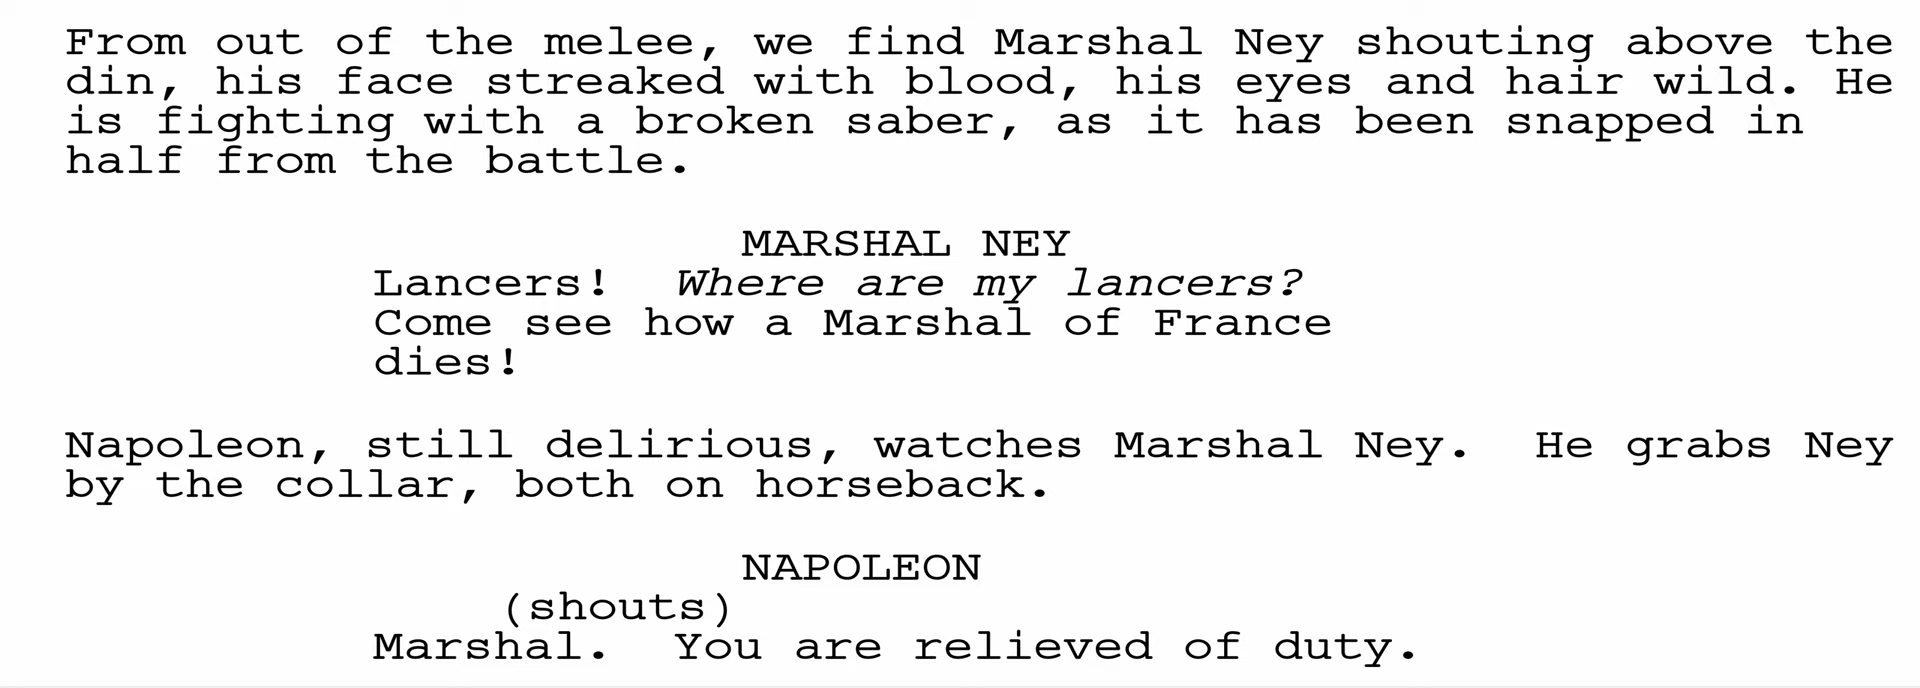 From out of the melee, we find Marshal Ney shouting above the
din, his face streaked with blood, his eyes and hair wild. He
is fighting with a broken saber, as it has been snapped in
half from the battle.
MARSHAL NEY
Lancers!  Where are my lancers?
Come see how a Marshal of France
dies!
Napoleon, still delirious, watches Marshal Ney.  He grabs Ney
by the collar, both on horseback.
NAPOLEON
(shouts)
Marshal.  You are relieved of duty.